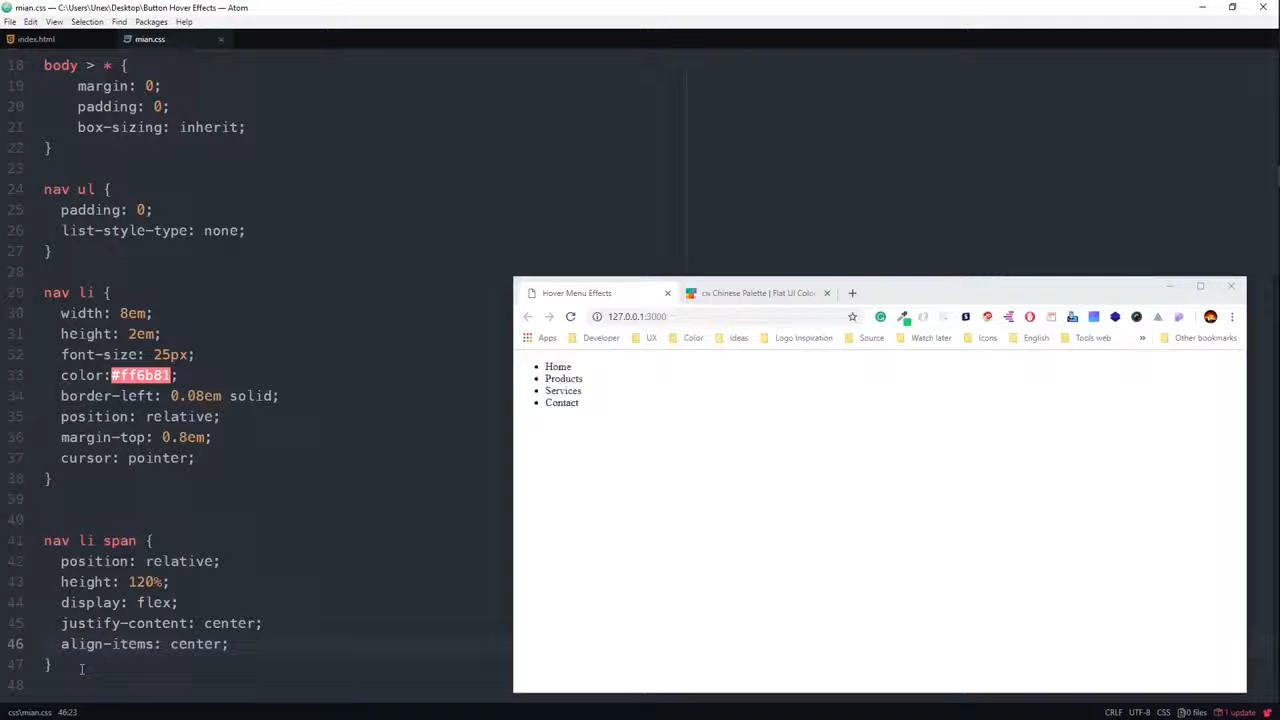 mian.css — C:\Users\Unex\Desktop\Button Hover Effects — Atom
File Edit View Selection Find Packages Help
index.html mian.css
18 body > * {
19 margin: 0;
20 padding: 0;
21 box-sizing: inherit;
22 }
23
24 nav ul {
25 padding: 0;
26 list-style-type: none;
27 }
28
29 nav li {
30 width: 8em;
31 height: 2em;
32 font-size: 25px;
33 color:#ff6b81;
34 border-left: 0.08em solid;
35 position: relative;
36 margin-top: 0.8em;
37 cursor: pointer;
38 }
39
40
41 nav li span {
42 position: relative;
43 height: 120%;
44 display: flex;
45 justify-content: center;
46 align-items: center;
47 }
48
Hover Menu Effects
CN Chinese Palette | Flat UI Colo
127.0.0.1:3000
Apps Developer UX Color Ideas Logo Inspiration Source Watch later Icons English Tools web » Other bookmarks
• Home
• Products
• Services
• Contact
css\mian.css 46:23
CRLF UTF-8 CSS 0 files 1 update